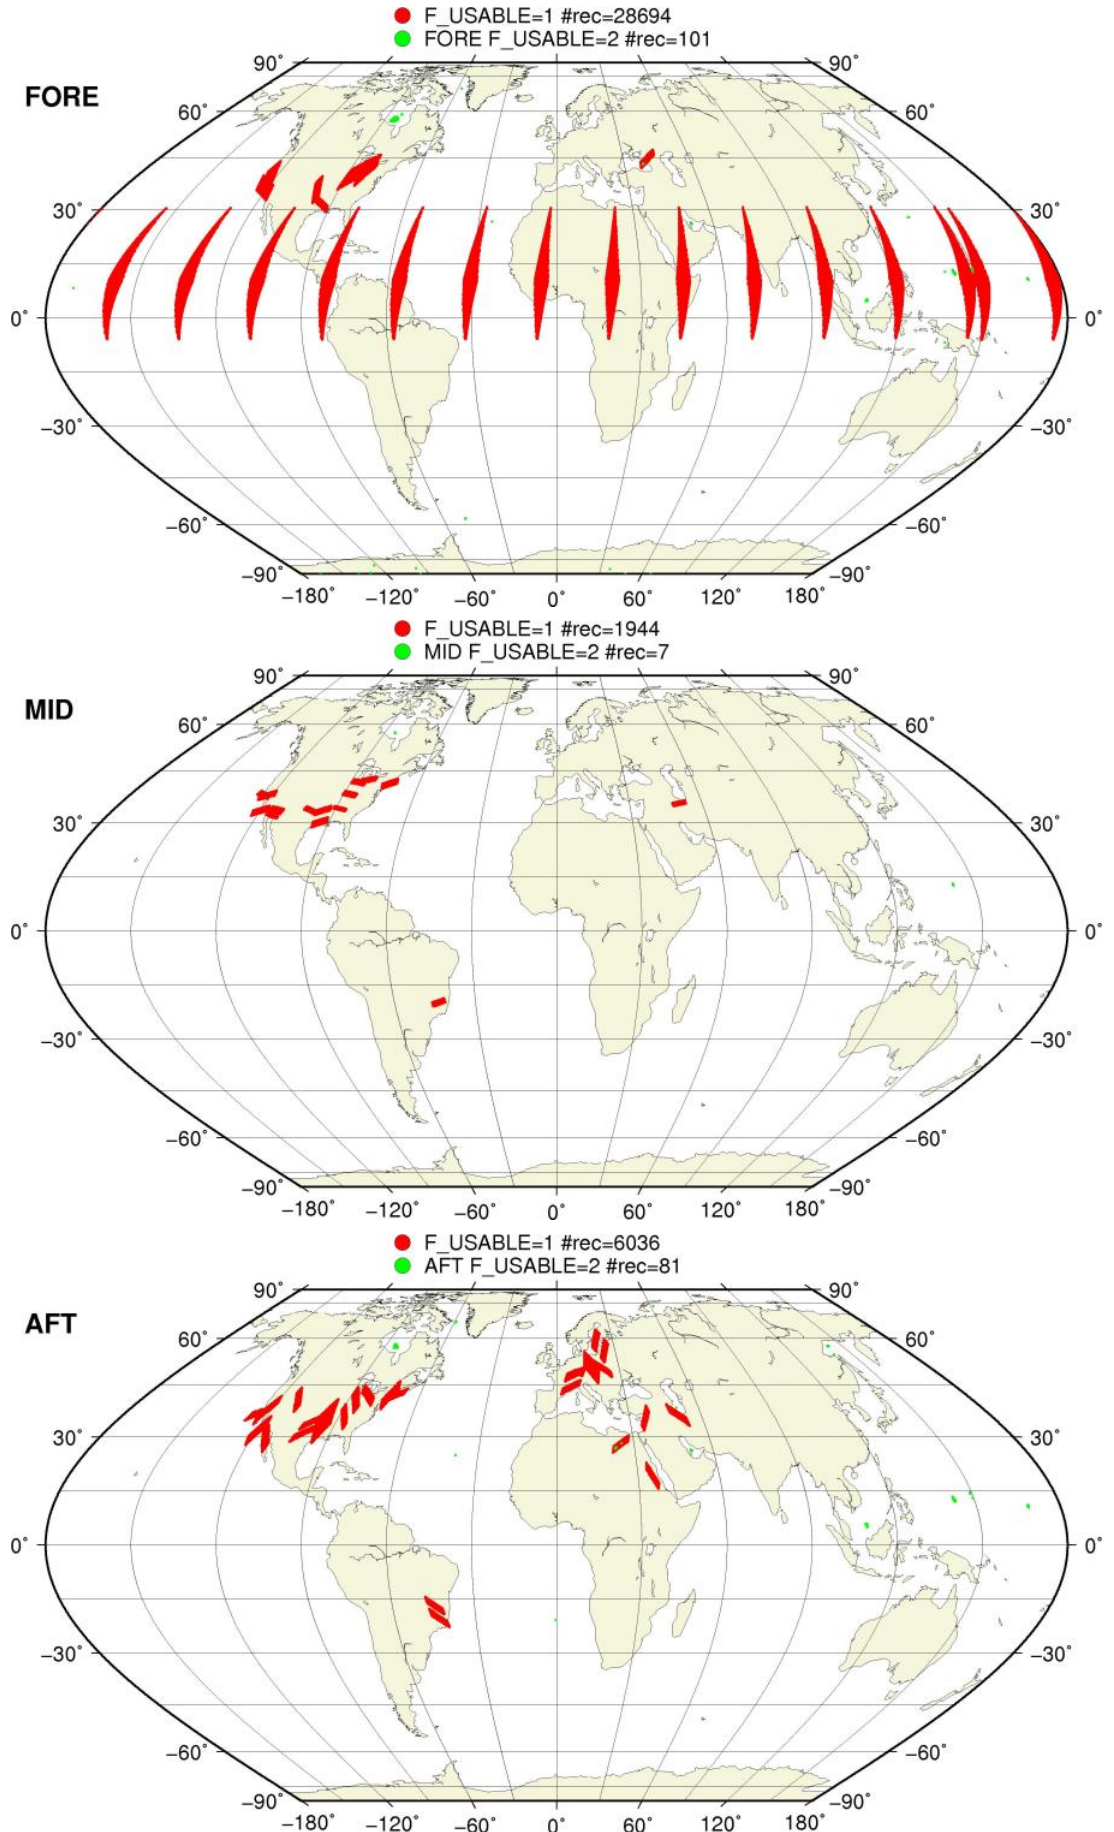 F_USABLE=1 #rec=28694
FORE F_USABLE=2 #rec=101
FORE
90° 90°
60° 60°
30° 30°
0° 0°
−30° −30°
−60° −60°
−90° −90°
−180° −120° −60° 0° 60° 120° 180°
F_USABLE=1 #rec=1944
MID F_USABLE=2 #rec=7
MID
90° 90°
60° 60°
30° 30°
0° 0°
−30° −30°
−60° −60°
−90° −90°
−180° −120° −60° 0° 60° 120° 180°
F_USABLE=1 #rec=6036
AFT F_USABLE=2 #rec=81
AFT
90° 90°
60° 60°
30° 30°
0° 0°
−30° −30°
−60° −60°
−90° −90°
−180° −120° −60° 0° 60° 120° 180°